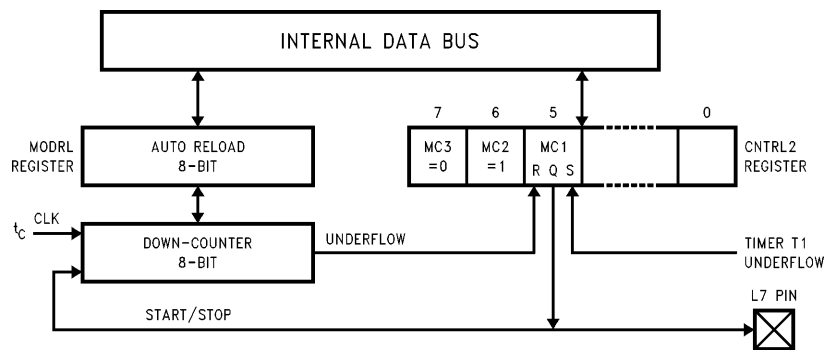 INTERNAL DATA BUS
7 6 5 0
MODRL
REGISTER
AUTO RELOAD
8-BIT
MC3
=0
MC2
=1
MC1
R Q S
CNTRL2
REGISTER
tC CLK
DOWN-COUNTER
8-BIT
UNDERFLOW
TIMER T1
UNDERFLOW
START/STOP
L7 PIN